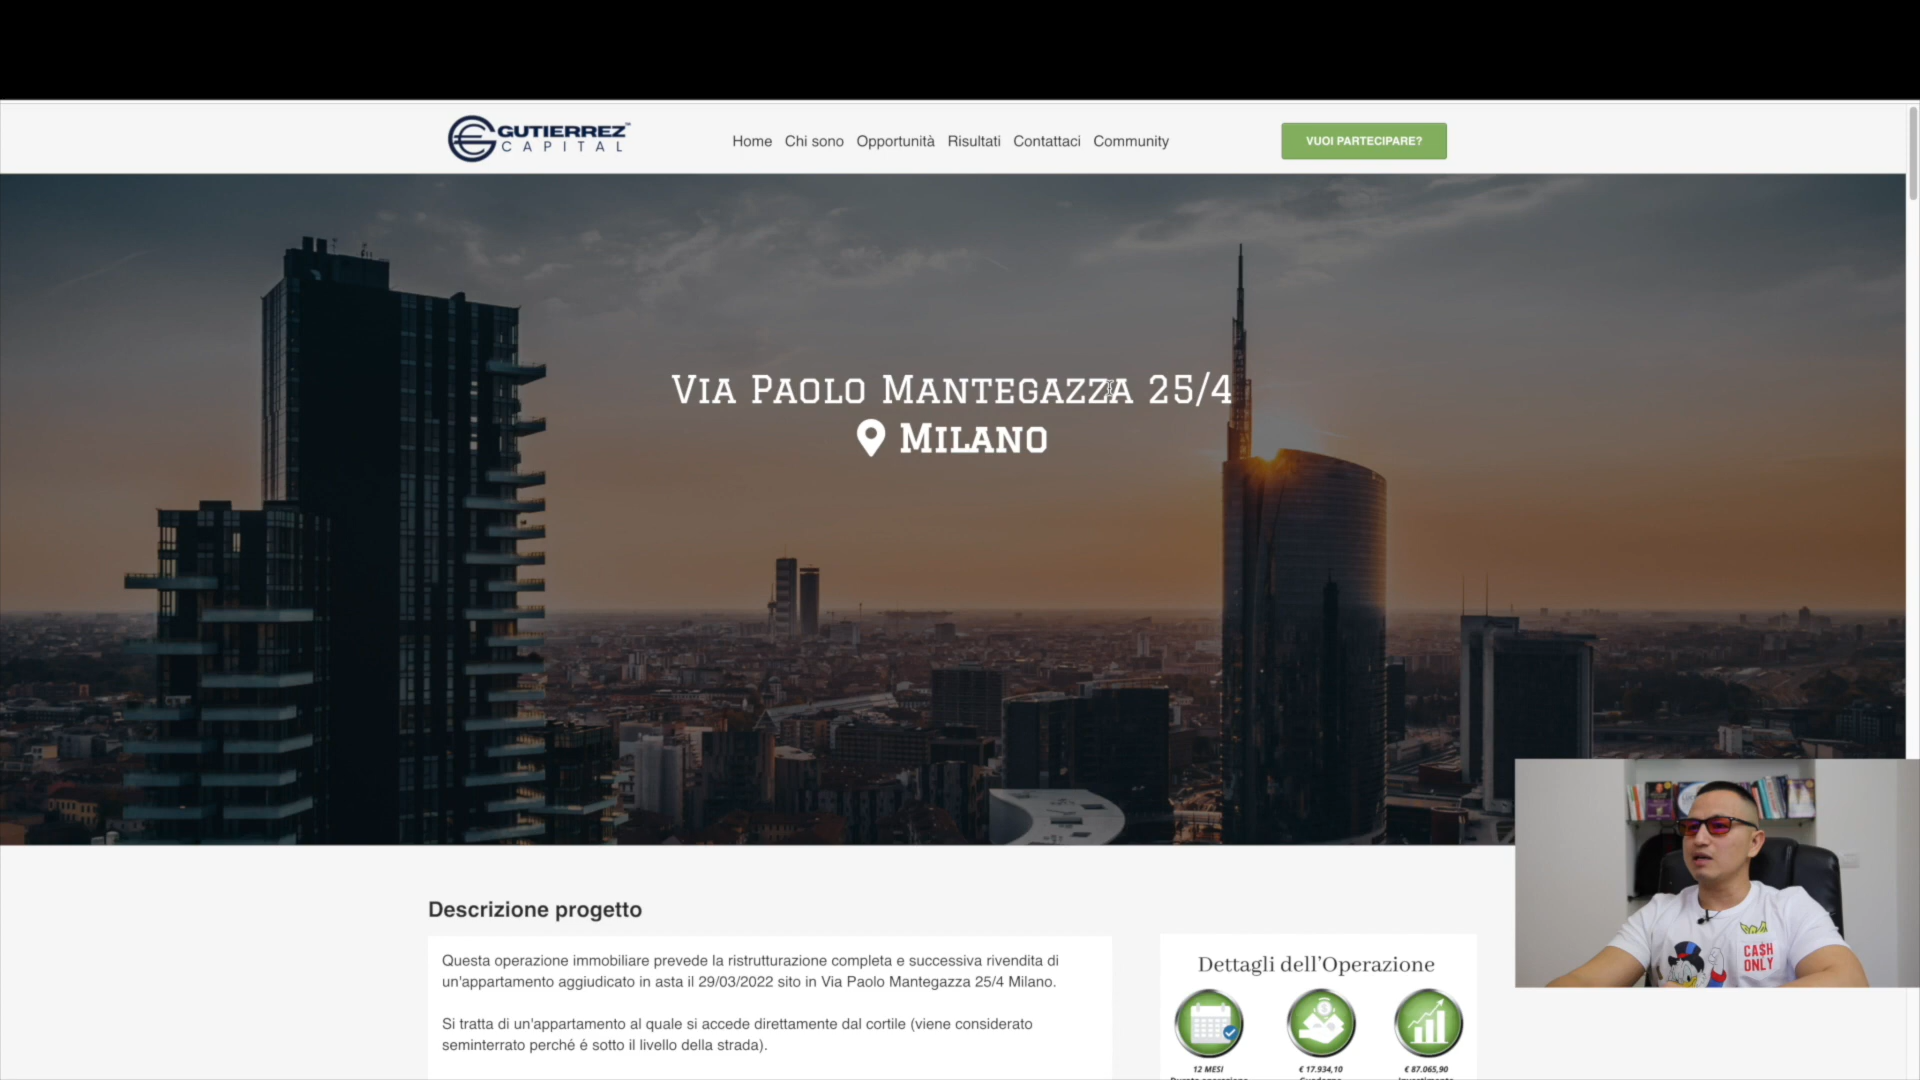 GUTIERREZ
CAPITAL
Home Chi sono Opportunità Risultati Contattaci Community
VUOI PARTECIPARE?
VIA PAOLO MANTEGAZZA 25/4
MILANO
Descrizione progetto
Questa operazione immobiliare prevede la ristrutturazione completa e successiva rivendita di
un'appartamento aggiudicato in asta il 29/03/2022 sito in Via Paolo Mantegazza 25/4 Milano.
Si tratta di un'appartamento al quale si accede direttamente dal cortile (viene considerato
seminterrato perché é sotto il livello della strada).
Dettagli dell'Operazione
12 MESI
€ 17.934,10
€ 87.065,90
CA$H
ONLY